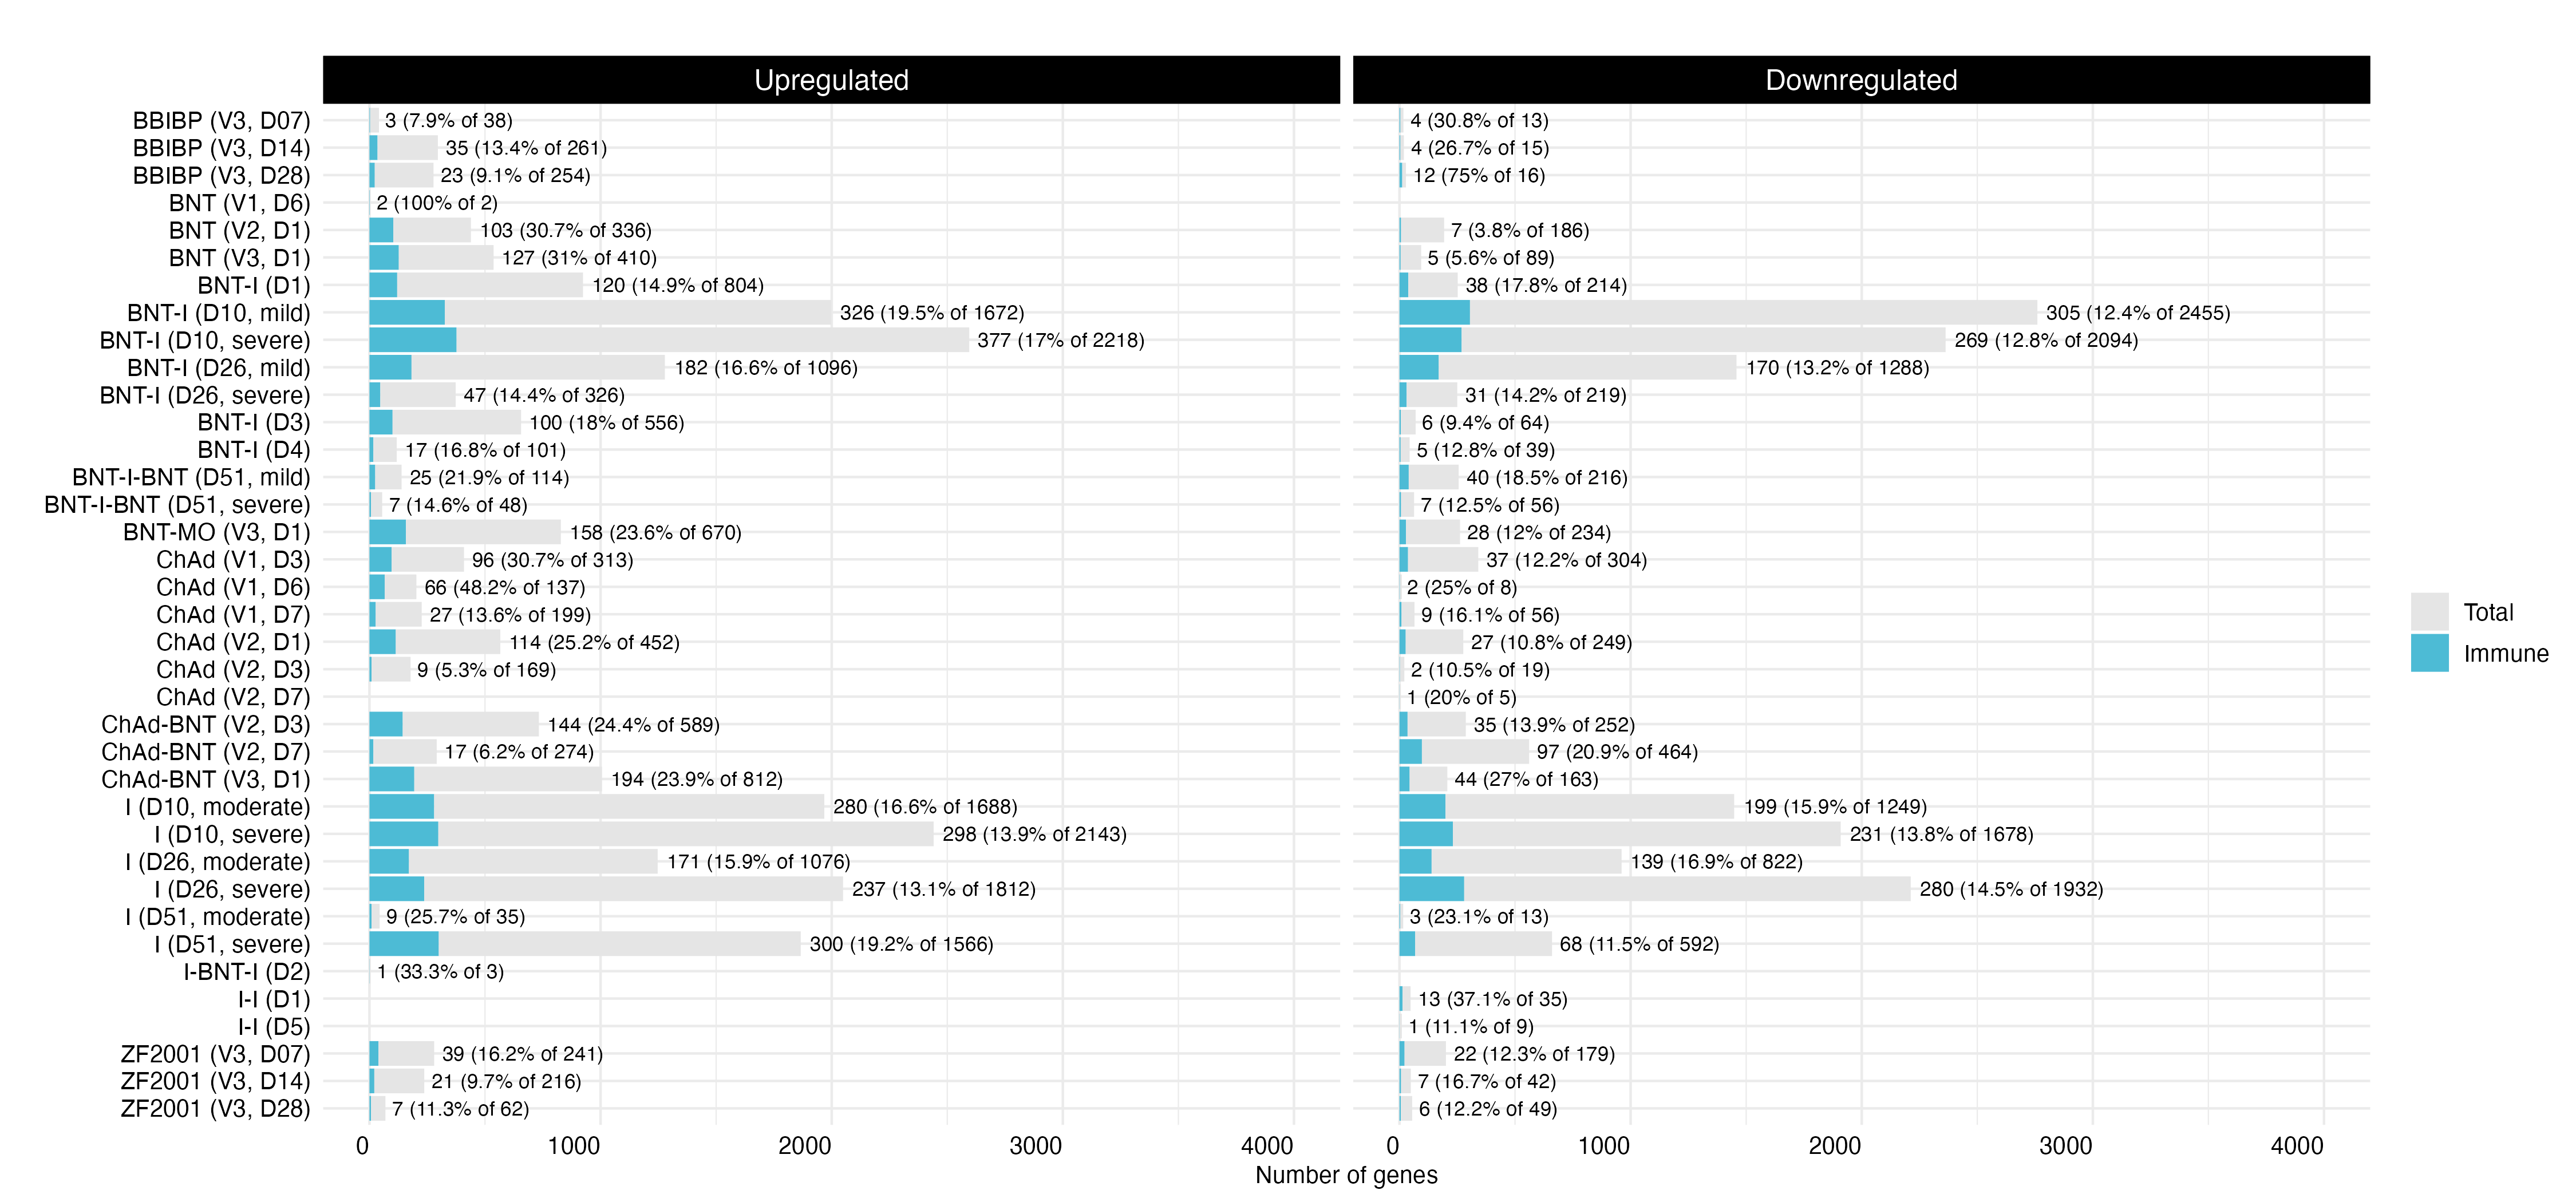 Upregulated Downregulated
BBIBP (V3, D07) 3 (7.9% of 38) 4 (30.8% of 13)
BBIBP (V3, D14) 35 (13.4% of 261) 4 (26.7% of 15)
BBIBP (V3, D28) 23 (9.1% of 254) 12 (75% of 16)
BNT (V1, D6) 2 (100% of 2)
BNT (V2, D1) 103 (30.7% of 336) 7 (3.8% of 186)
BNT (V3, D1) 127 (31% of 410) 5 (5.6% of 89)
BNT-I (D1) 120 (14.9% of 804) 38 (17.8% of 214)
BNT-I (D10, mild) 326 (19.5% of 1672) 305 (12.4% of 2455)
BNT-I (D10, severe) 377 (17% of 2218) 269 (12.8% of 2094)
BNT-I (D26, mild) 182 (16.6% of 1096) 170 (13.2% of 1288)
BNT-I (D26, severe) 47 (14.4% of 326) 31 (14.2% of 219)
BNT-I (D3) 100 (18% of 556) 6 (9.4% of 64)
BNT-I (D4) 17 (16.8% of 101) 5 (12.8% of 39)
BNT-I-BNT (D51, mild) 25 (21.9% of 114) 40 (18.5% of 216)
BNT-I-BNT (D51, severe) 7 (14.6% of 48) 7 (12.5% of 56)
BNT-MO (V3, D1) 158 (23.6% of 670) 28 (12% of 234)
ChAd (V1, D3) 96 (30.7% of 313) 37 (12.2% of 304)
ChAd (V1, D6) 66 (48.2% of 137) 2 (25% of 8)
ChAd (V1, D7) 27 (13.6% of 199) 9 (16.1% of 56)
ChAd (V2, D1) 114 (25.2% of 452) 27 (10.8% of 249)
ChAd (V2, D3) 9 (5.3% of 169) 2 (10.5% of 19)
ChAd (V2, D7) 1 (20% of 5)
ChAd-BNT (V2, D3) 144 (24.4% of 589) 35 (13.9% of 252)
ChAd-BNT (V2, D7) 17 (6.2% of 274) 97 (20.9% of 464)
ChAd-BNT (V3, D1) 194 (23.9% of 812) 44 (27% of 163)
I (D10, moderate) 280 (16.6% of 1688) 199 (15.9% of 1249)
I (D10, severe) 298 (13.9% of 2143) 231 (13.8% of 1678)
I (D26, moderate) 171 (15.9% of 1076) 139 (16.9% of 822)
I (D26, severe) 237 (13.1% of 1812) 280 (14.5% of 1932)
I (D51, moderate) 9 (25.7% of 35) 3 (23.1% of 13)
I (D51, severe) 300 (19.2% of 1566) 68 (11.5% of 592)
I-BNT-I (D2) 1 (33.3% of 3)
I-I (D1) 13 (37.1% of 35)
I-I (D5) 1 (11.1% of 9)
ZF2001 (V3, D07) 39 (16.2% of 241) 22 (12.3% of 179)
ZF2001 (V3, D14) 21 (9.7% of 216) 7 (16.7% of 42)
ZF2001 (V3, D28) 7 (11.3% of 62) 6 (12.2% of 49)
0 1000 2000 3000 4000 0 1000 2000 3000 4000
Number of genes
Total
Immune